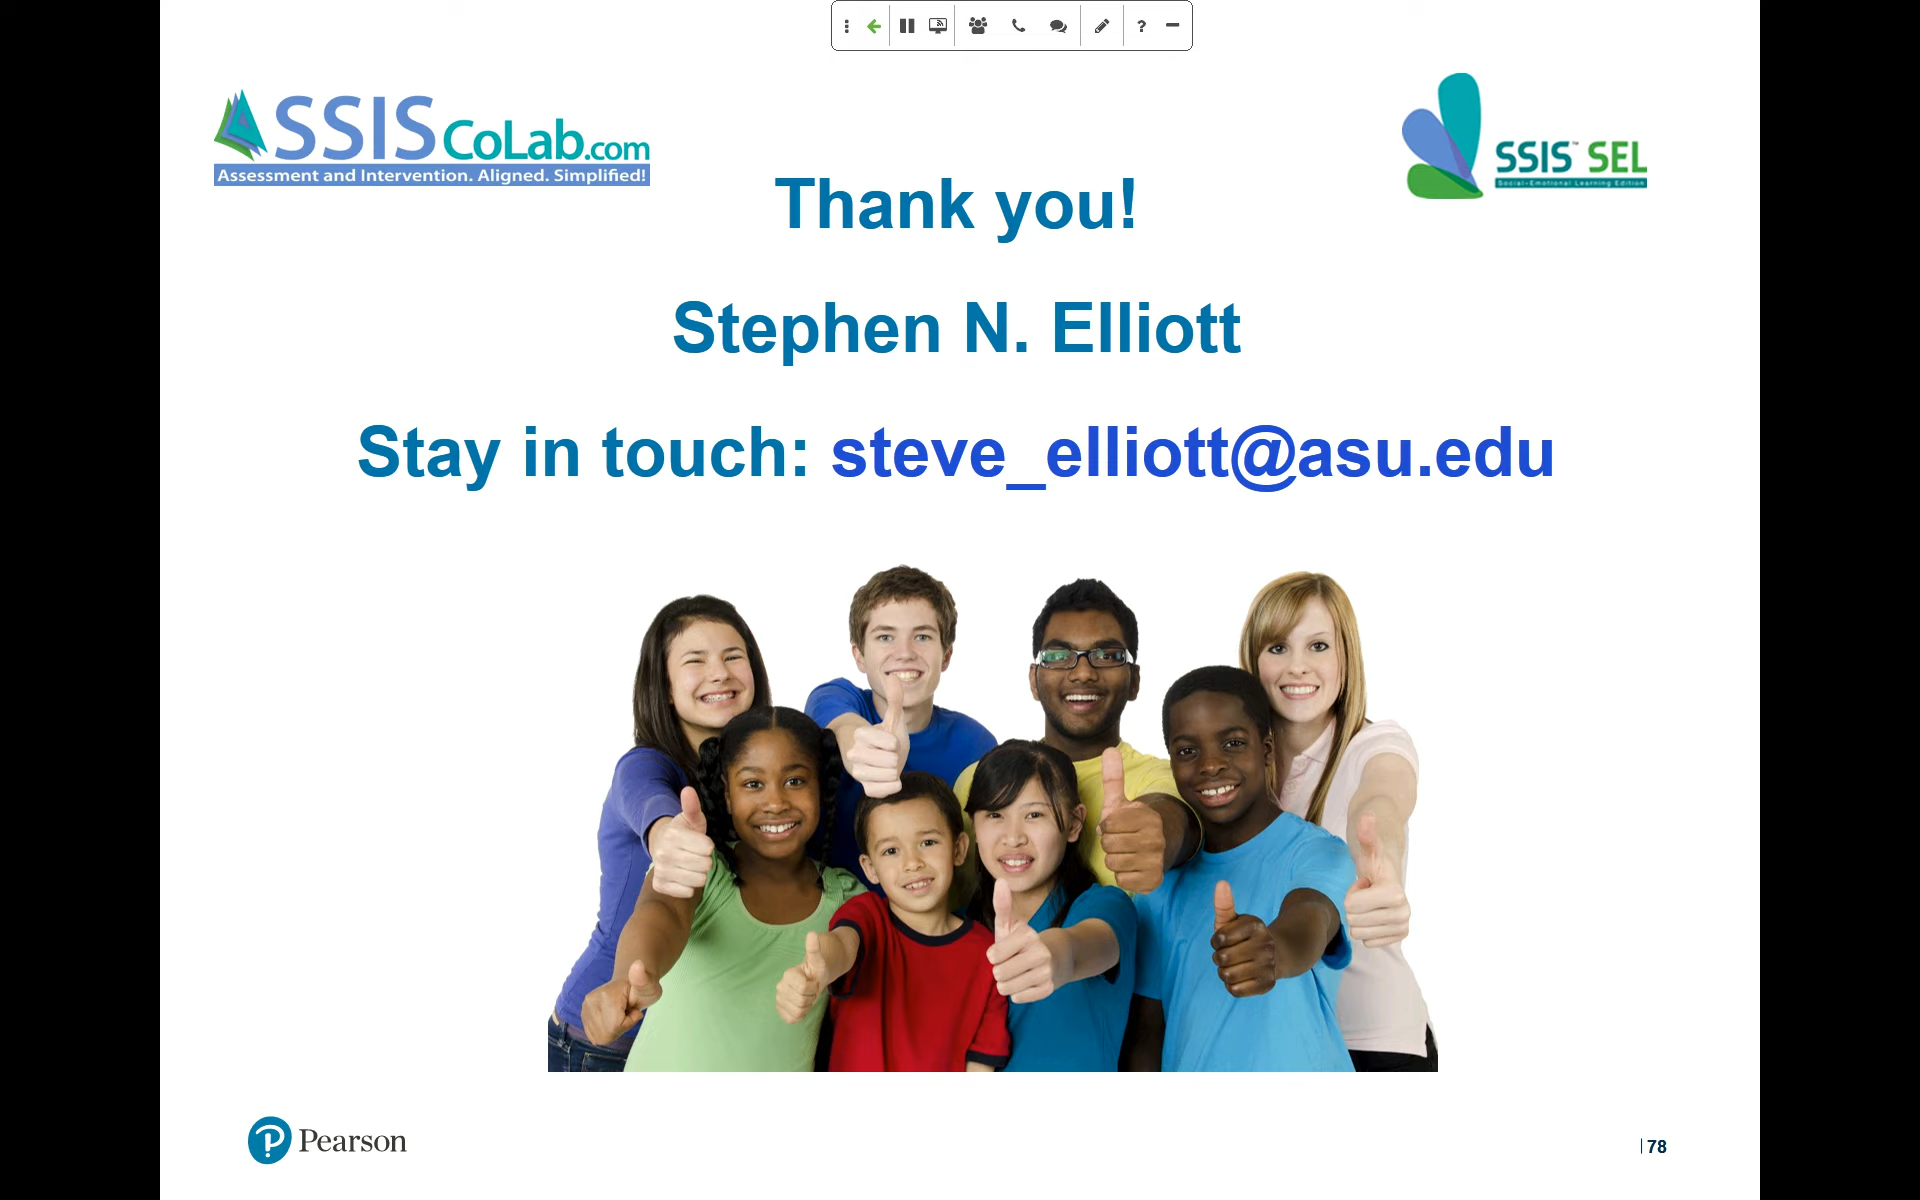 SSIS CoLab.com
Assessment and Intervention. Aligned. Simplified!
SSIS™ SEL
Social-Emotional Learning Edition
Thank you!
Stephen N. Elliott
Stay in touch: steve_elliott@asu.edu
Pearson
78